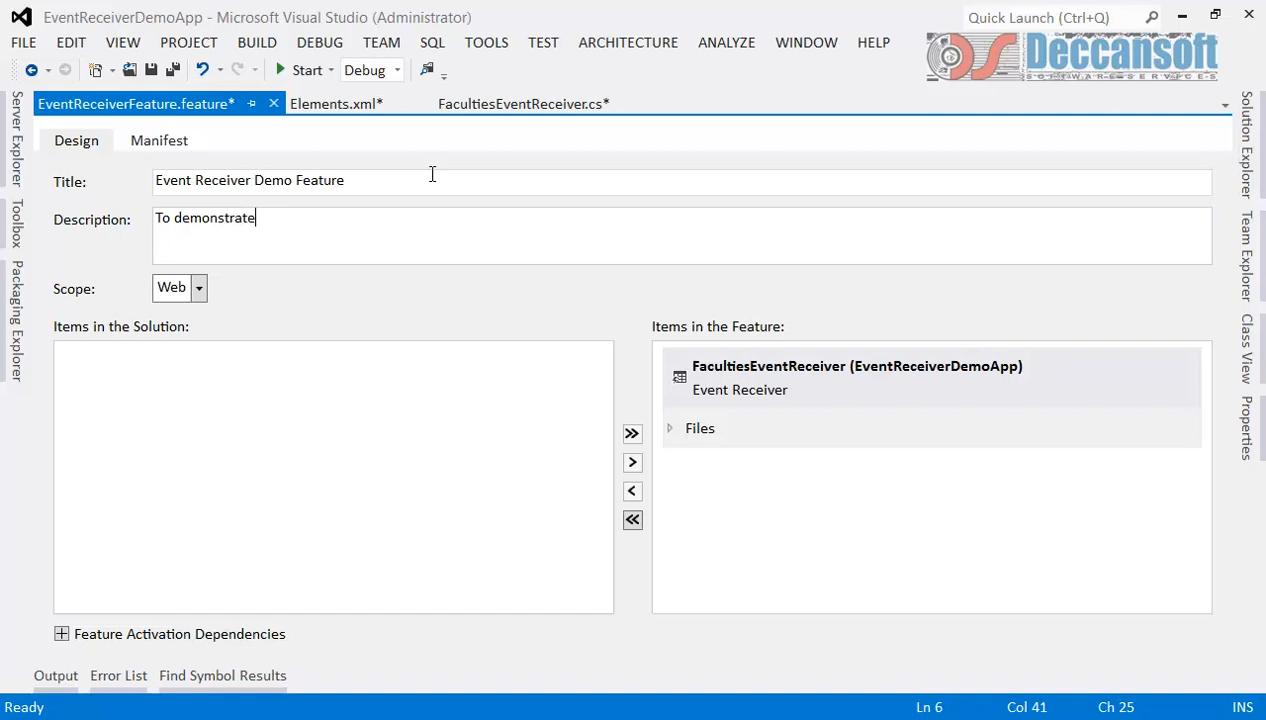 EventReceiverDemoApp - Microsoft Visual Studio (Administrator)
Quick Launch (Ctrl+Q)
FILE EDIT VIEW PROJECT BUILD DEBUG TEAM SQL TOOLS TEST ARCHITECTURE ANALYZE WINDOW HELP
Start Debug
Deccansoft
SOFTWARE SERVICES
EventReceiverFeature.feature* Elements.xml* FacultiesEventReceiver.cs*
Server Explorer
Toolbox
Packaging Explorer
Solution Explorer
Team Explorer
Class View
Properties
Design Manifest
Title: Event Receiver Demo Feature
Description: To demonstrate
Scope: Web
Items in the Solution: Items in the Feature:
FacultiesEventReceiver (EventReceiverDemoApp)
Event Receiver
Files
Feature Activation Dependencies
Output Error List Find Symbol Results
Ready Ln 6 Col 41 Ch 25 INS